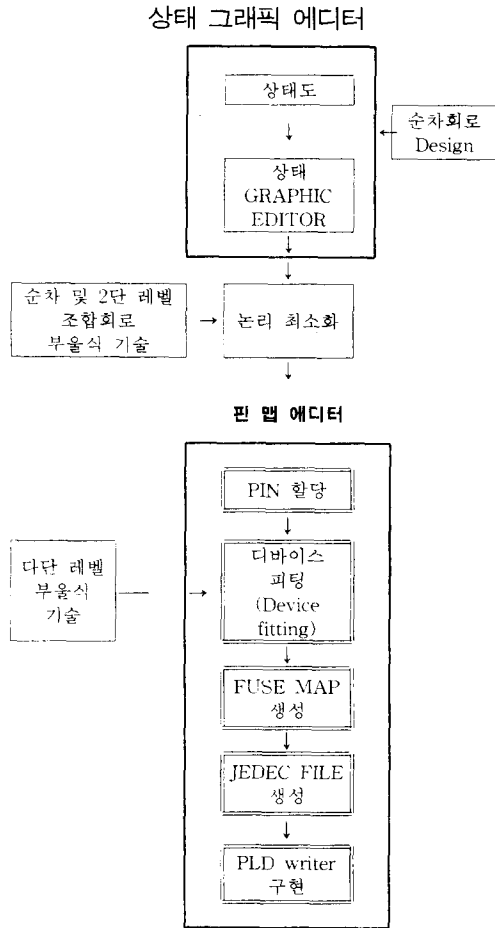 상태 그래픽 에디터
상태도
순차회로
Design
상태
GRAPHIC
EDITOR
순차 및 2단 레벨
조합회로
부울식 기술
논리 최소화
핀 맵 에디터
PIN 할당
다단 레벨
부울식
기술
디바이스
피팅
(Device
fitting)
FUSE MAP
생성
JEDEC FILE
생성
PLD writer
구현